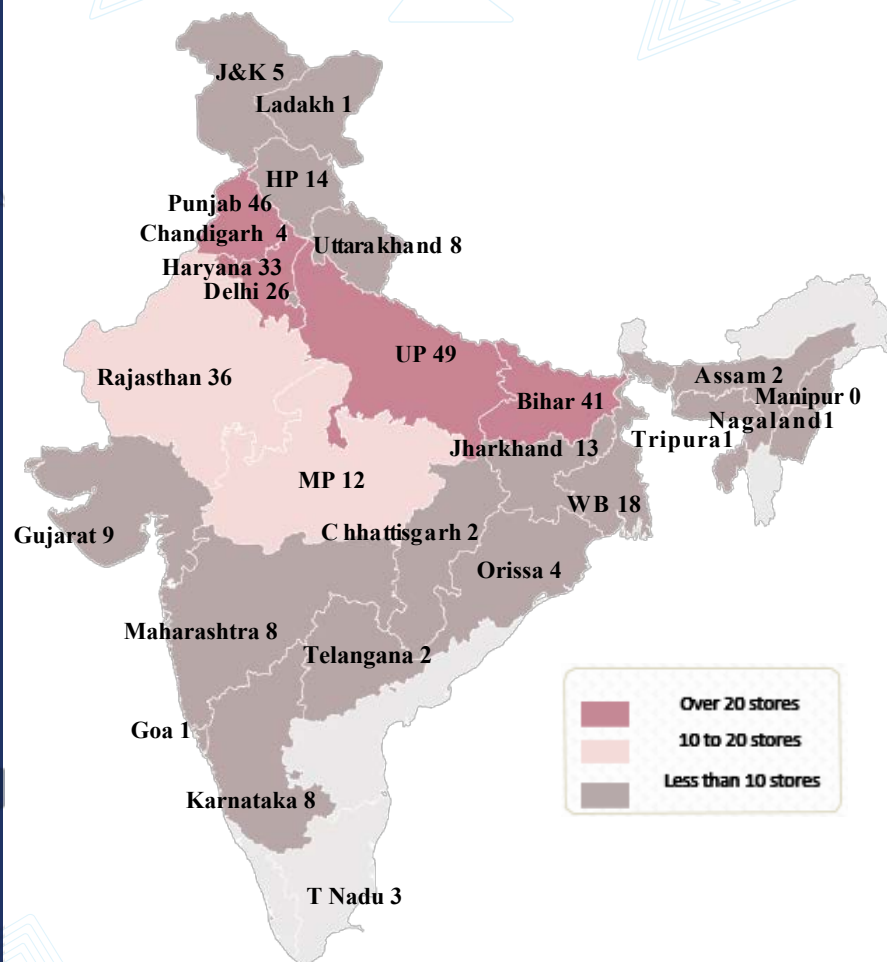 J&K 5
Ladakh 1
HP 14
Punjab 46
Chandigarh 4
Uttarakhand 8
Haryana 33
Delhi 26
UP 49
Rajasthan 36
Assam 2
Manipur 0
Bihar 41
Nagaland1
Tripura1
Jharkhand 13
MP 12
WB 18
Chhattisgarh 2
Gujarat 9
Orissa 4
Maharashtra 8
Telangana 2
Goa 1
Karnataka 8
T Nadu 3
Over 20 stores
10 to 20 stores
Less than 10 stores